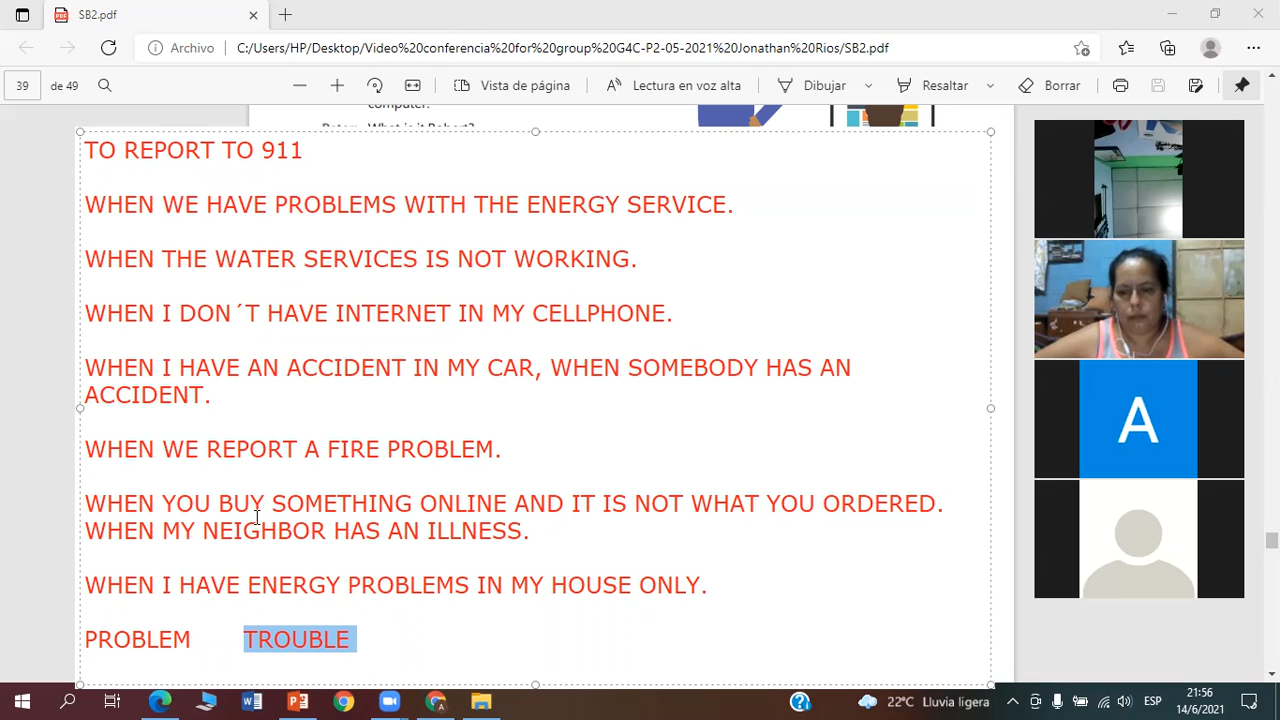 SB2.pdf
Archivo C:/Users/HP/Desktop/Video%20conferencia%20for%20group%20G4C-P2-05-2021%20Jonathan%20Rios/SB2.pdf
39 de 49 Vista de página Lectura en voz alta Dibujar Resaltar Borrar
computer.
What is it Robert?
TO REPORT TO 911
WHEN WE HAVE PROBLEMS WITH THE ENERGY SERVICE.
WHEN THE WATER SERVICES IS NOT WORKING.
WHEN I DON´T HAVE INTERNET IN MY CELLPHONE.
WHEN I HAVE AN ACCIDENT IN MY CAR, WHEN SOMEBODY HAS AN
ACCIDENT.
WHEN WE REPORT A FIRE PROBLEM.
WHEN YOU BUY SOMETHING ONLINE AND IT IS NOT WHAT YOU ORDERED.
WHEN MY NEIGHBOR HAS AN ILLNESS.
WHEN I HAVE ENERGY PROBLEMS IN MY HOUSE ONLY.
PROBLEM TROUBLE
A
22°C Lluvia ligera ESP 21:56
14/6/2021